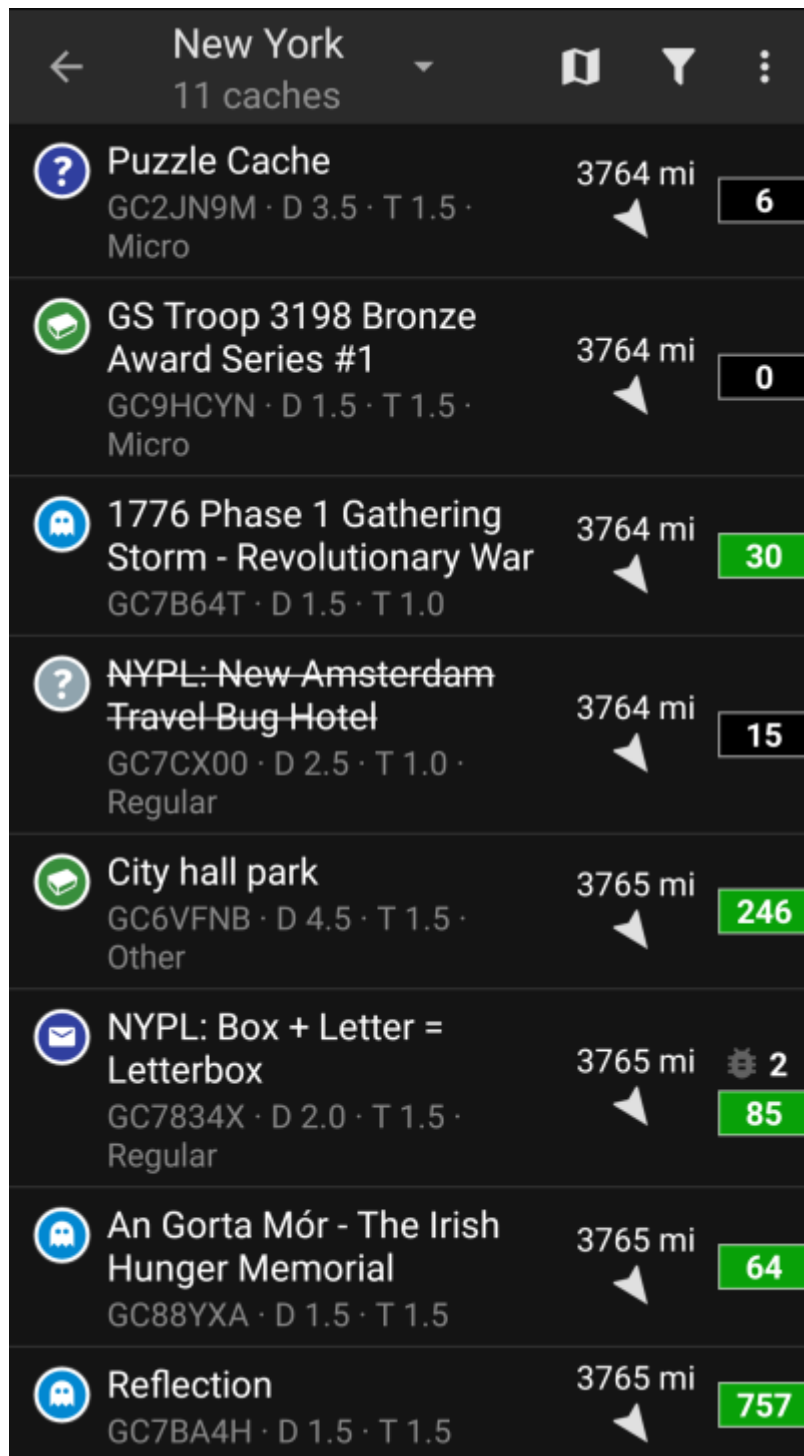 New York
11 caches
?
Puzzle Cache
3764 mi
6
GC2JN9M · D 3.5 · T 1.5 ·
Micro
GS Troop 3198 Bronze
Award Series #1
3764 mi
0
GC9HCYN · D 1.5 · T 1.5 ·
Micro
1776 Phase 1 Gathering
Storm - Revolutionary War
3764 mi
30
GC7B64T · D 1.5 · T 1.0
?
NYPL: New Amsterdam
Travel Bug Hotel
3764 mi
15
GC7CX00 · D 2.5 · T 1.0 ·
Regular
City hall park
3765 mi
246
GC6VFNB · D 4.5 · T 1.5 ·
Other
NYPL: Box + Letter =
Letterbox
3765 mi
2
85
GC7834X · D 2.0 · T 1.5 ·
Regular
An Gorta Mór - The Irish
Hunger Memorial
3765 mi
64
GC88YXA · D 1.5 · T 1.5
Reflection
3765 mi
757
GC7BA4H · D 1.5 · T 1.5